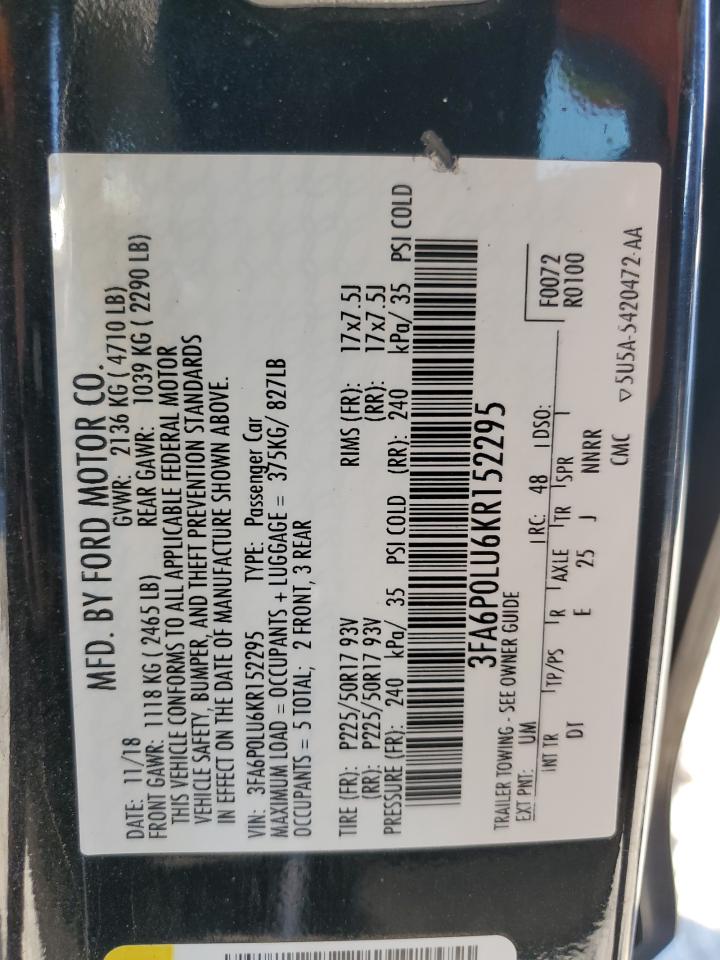 MFD. BY FORD MOTOR CO.
DATE: 11/18 GVWR: 2136 KG ( 4710 LB)
FRONT GAWR: 1118 KG ( 2465 LB) REAR GAWR: 1039 KG ( 2290 LB)
THIS VEHICLE CONFORMS TO ALL APPLICABLE FEDERAL MOTOR
VEHICLE SAFETY, BUMPER, AND THEFT PREVENTION STANDARDS
IN EFFECT ON THE DATE OF MANUFACTURE SHOWN ABOVE.
VIN: 3FA6P0LU6KR152295 TYPE: Passenger Car
MAXIMUM LOAD = OCCUPANTS + LUGGAGE = 375KG/ 827LB
OCCUPANTS = 5 TOTAL; 2 FRONT, 3 REAR
TIRE (FR): P225/50R17 93V RIMS (FR): 17x7.5J
(RR): P225/50R17 93V (RR): 17x7.5J
PRESSURE (FR): 240 kPa/ 35 PSI COLD (RR): 240 kPa/ 35 PSI COLD
3FA6P0LU6KR152295
TRAILER TOWING - SEE OWNER GUIDE
EXT PNT: UM RC: 48 DSO: F0072
INT TR TP/PS R AXLE TR SPR R0100
DT E 25 J NNRR
CMC ▽5U5A-5420472-AA